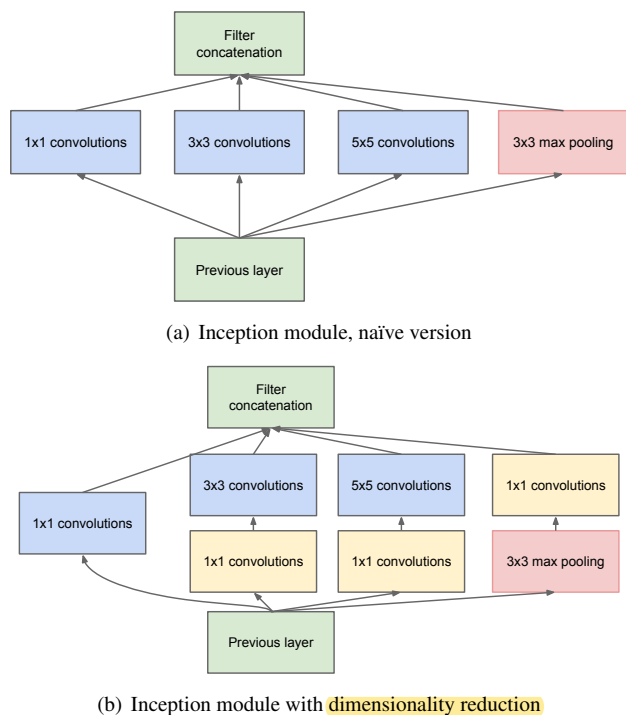 Filter
concatenation
1x1 convolutions
3x3 convolutions
5x5 convolutions
3x3 max pooling
Previous layer
(a) Inception module, naïve version
Filter
concatenation
3x3 convolutions
5x5 convolutions
1x1 convolutions
1x1 convolutions
1x1 convolutions
1x1 convolutions
3x3 max pooling
Previous layer
(b) Inception module with dimensionality reduction